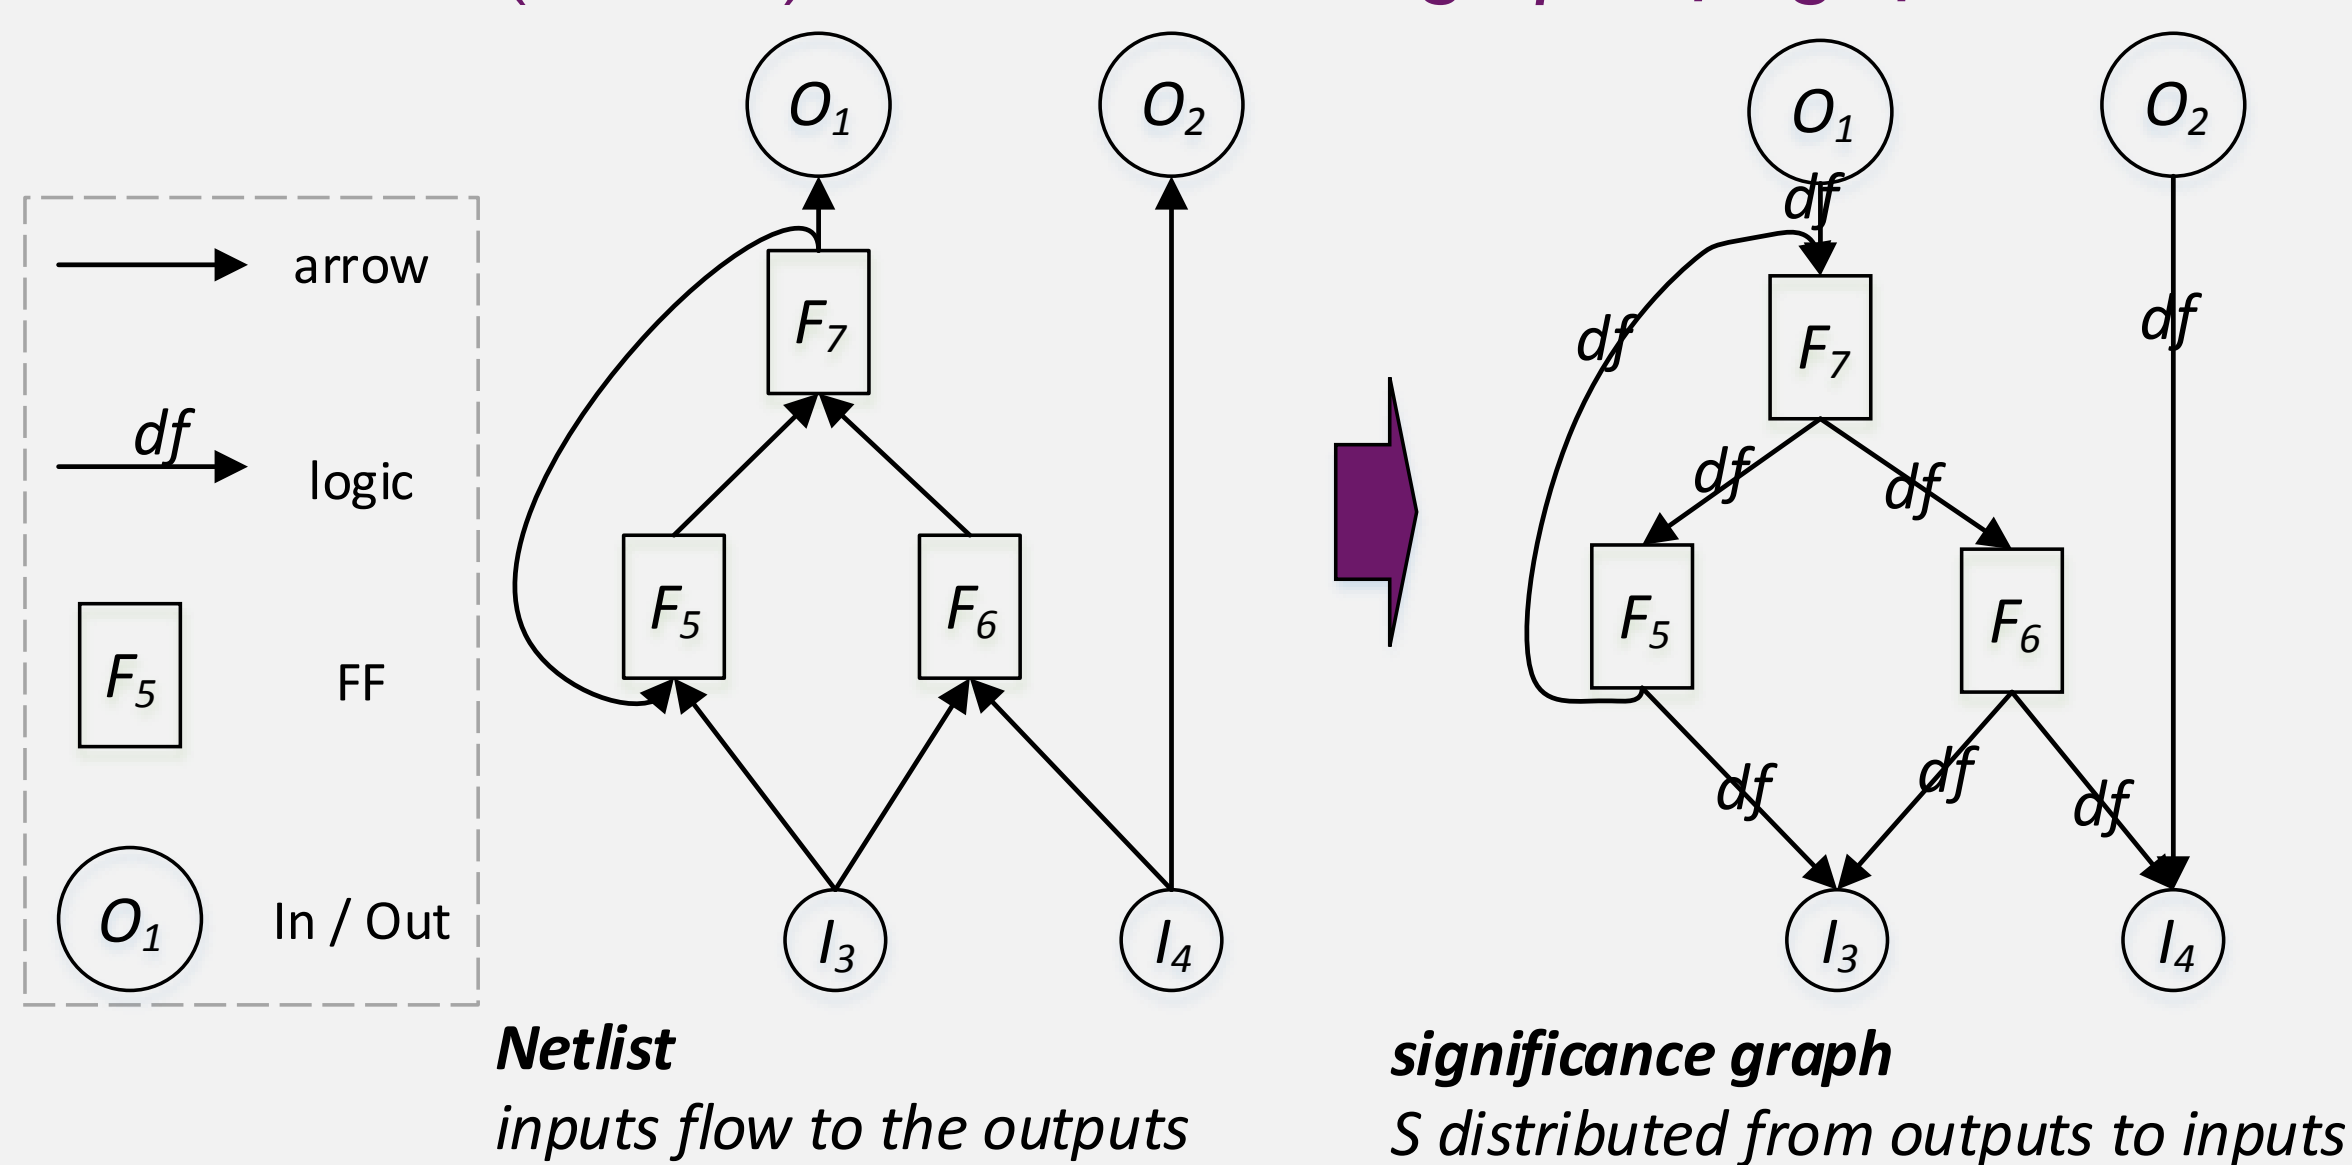 O1
O2
O1
O2
df
arrow
F7
df
df
F7
df
logic
df
df
F5
F6
F5
F6
F5
FF
df
df
df
O1
In / Out
I3
I4
I3
I4
Netlist
inputs flow to the outputs
significance graph
S distributed from outputs to inputs